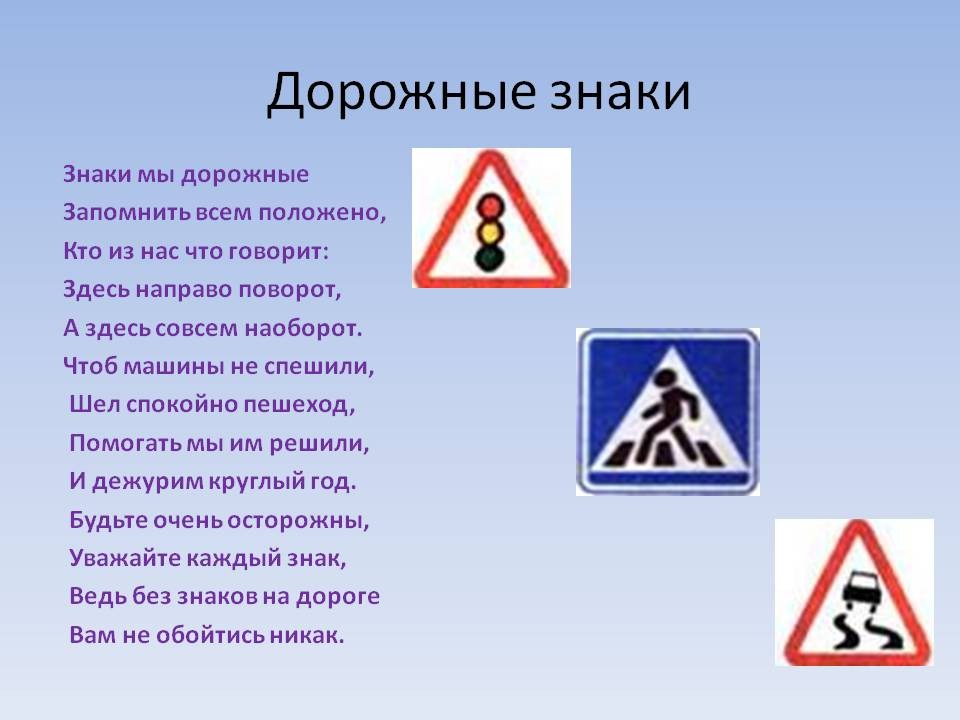 Дорожные знаки
Знаки мы дорожные
Запомнить всем положено,
Кто из нас что говорит:
Здесь направо поворот,
А здесь совсем наоборот.
Чтоб машины не спешили,
Шел спокойно пешеход,
Помогать мы им решили,
И дежурим круглый год.
Будьте очень осторожны,
Уважайте каждый знак,
Ведь без знаков на дороге
Вам не обойтись никак.